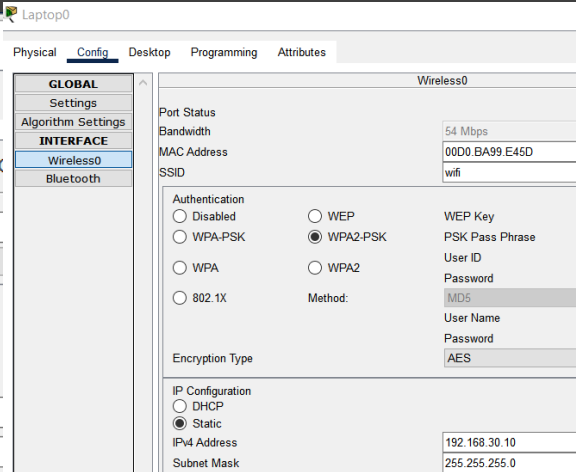 Laptop0
Physical Config Desktop Programming Attributes
GLOBAL
Settings
Algorithm Settings
INTERFACE
Wireless0
Bluetooth
Wireless0
Port Status
Bandwidth 54 Mbps
MAC Address 00D0.BA99.E45D
SSID wifi
Authentication
Disabled WEP WEP Key
WPA-PSK WPA2-PSK PSK Pass Phrase
User ID
WPA WPA2 Password
802.1X Method: MD5
User Name
Password
Encryption Type AES
IP Configuration
DHCP
Static
IPv4 Address 192.168.30.10
Subnet Mask 255.255.255.0